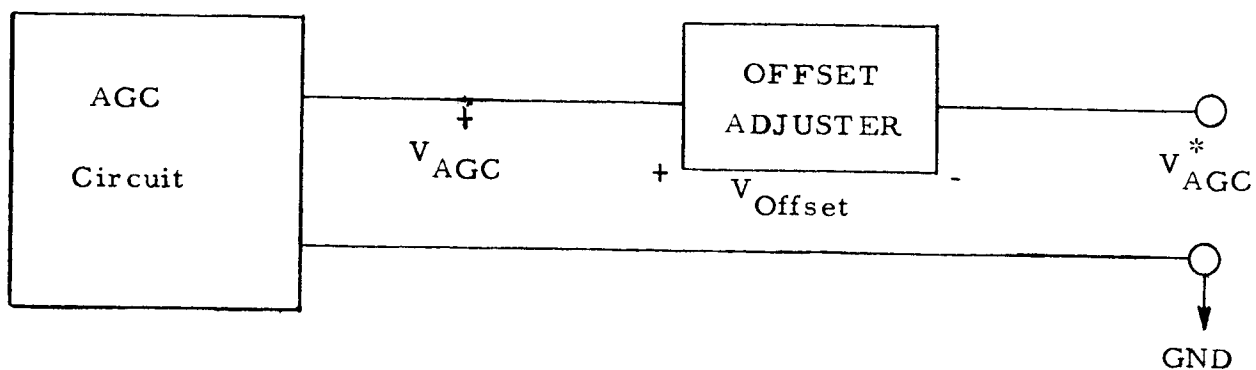 AGC
Circuit
+
V AGC
OFFSET
ADJUSTER
+
V Offset
-
V*AGC
GND